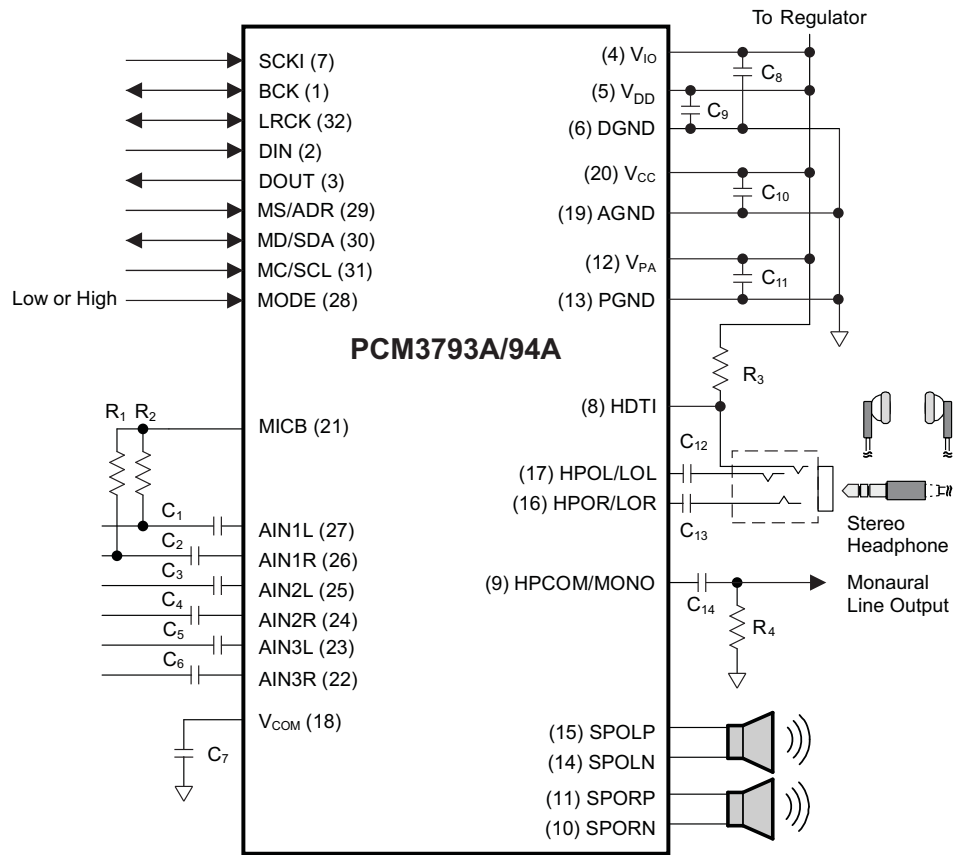 To Regulator
SCKI (7)
BCK (1)
LRCK (32)
DIN (2)
DOUT (3)
MS/ADR (29)
MD/SDA (30)
MC/SCL (31)
Low or High
MODE (28)
(4) VIO
C8
(5) VDD
C9
(6) DGND
(20) VCC
C10
(19) AGND
(12) VPA
C11
(13) PGND
PCM3793A/94A
R3
(8) HDTI
R1 R2
MICB (21)
C12
(17) HPOL/LOL
(16) HPOR/LOR
C13
Stereo
Headphone
C1
AIN1L (27)
C2
AIN1R (26)
C3
AIN2L (25)
C4
AIN2R (24)
C5
AIN3L (23)
C6
AIN3R (22)
(9) HPCOM/MONO
C14
R4
Monaural
Line Output
VCOM (18)
C7
(15) SPOLP
(14) SPOLN
(11) SPORP
(10) SPORN